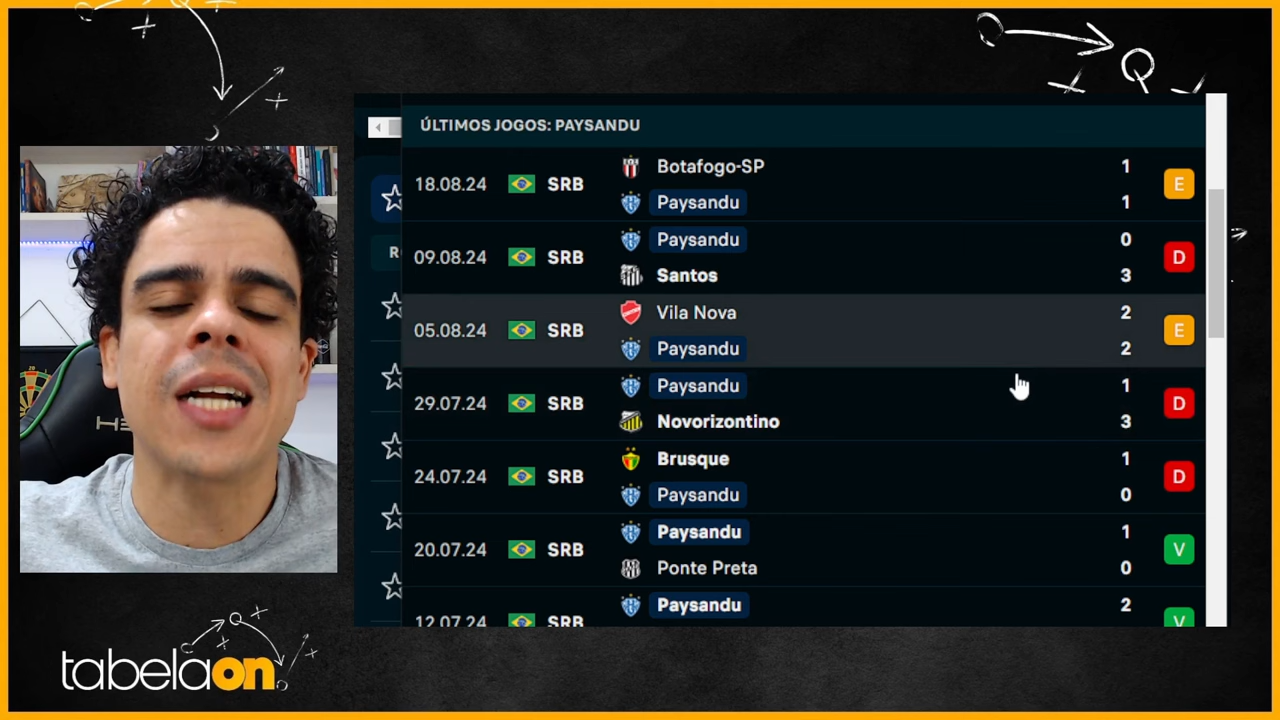 ÚLTIMOS JOGOS: PAYSANDU
18.08.24 SRB Botafogo-SP 1 E
Paysandu 1
Paysandu 0
09.08.24 SRB D
Santos 3
Vila Nova 2
05.08.24 SRB E
Paysandu 2
Paysandu 1
29.07.24 SRB D
Novorizontino 3
Brusque 1
24.07.24 SRB D
Paysandu 0
Paysandu 1
20.07.24 SRB V
Ponte Preta 0
Paysandu 2
12.07.24 SRB V
R
HE
tabelaon